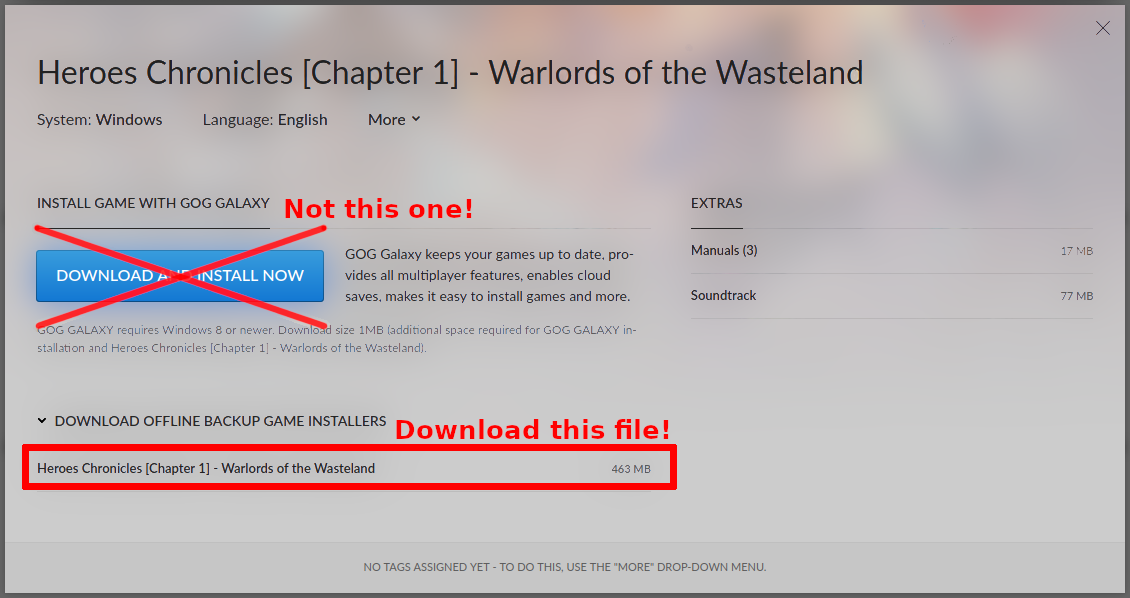 Heroes Chronicles [Chapter 1] - Warlords of the Wasteland
System: Windows
Language: English
More
INSTALL GAME WITH GOG GALAXY
Not this one!
DOWNLOAD AND INSTALL NOW
GOG Galaxy keeps your games up to date, pro-
vides all multiplayer features, enables cloud
saves, makes it easy to install games and more.
GOG GALAXY requires Windows 8 or newer. Download size 1MB (additional space required for GOG GALAXY in-
stallation and Heroes Chronicles [Chapter 1] - Warlords of the Wasteland).
DOWNLOAD OFFLINE BACKUP GAME INSTALLERS
Download this file!
Heroes Chronicles [Chapter 1] - Warlords of the Wasteland 463 MB
EXTRAS
Manuals (3) 17 MB
Soundtrack 77 MB
NO TAGS ASSIGNED YET - TO DO THIS, USE THE "MORE" DROP-DOWN MENU.